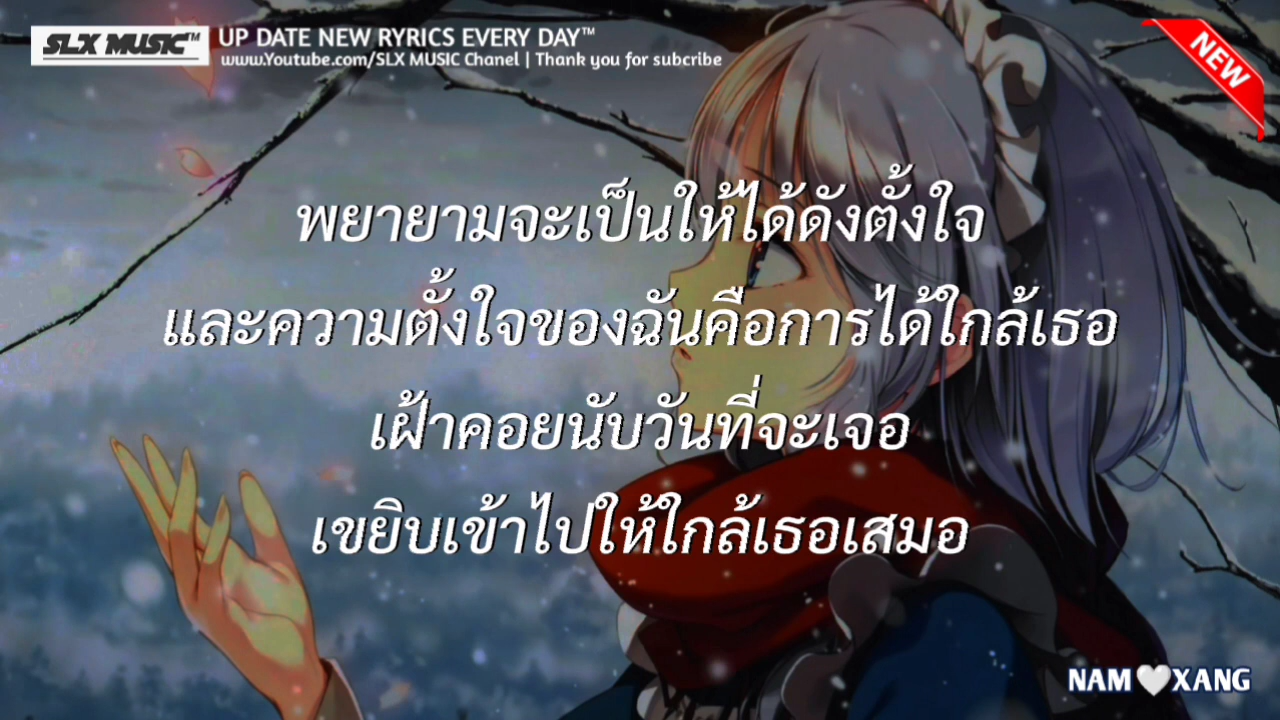 SLX MUSIC™
UP DATE NEW RYRICS EVERY DAY™
www.Youtube.com/SLX MUSIC Chanel | Thank you for subcribe
NEW
พยายามจะเป็นให้ได้ดังตั้งใจ
และความตั้งใจของฉันคือการได้ใกล้เธอ
เฝ้าคอยนับวันที่จะเจอ
เขยิบเข้าไปให้ใกล้เธอเสมอ
NAM🤍XANG